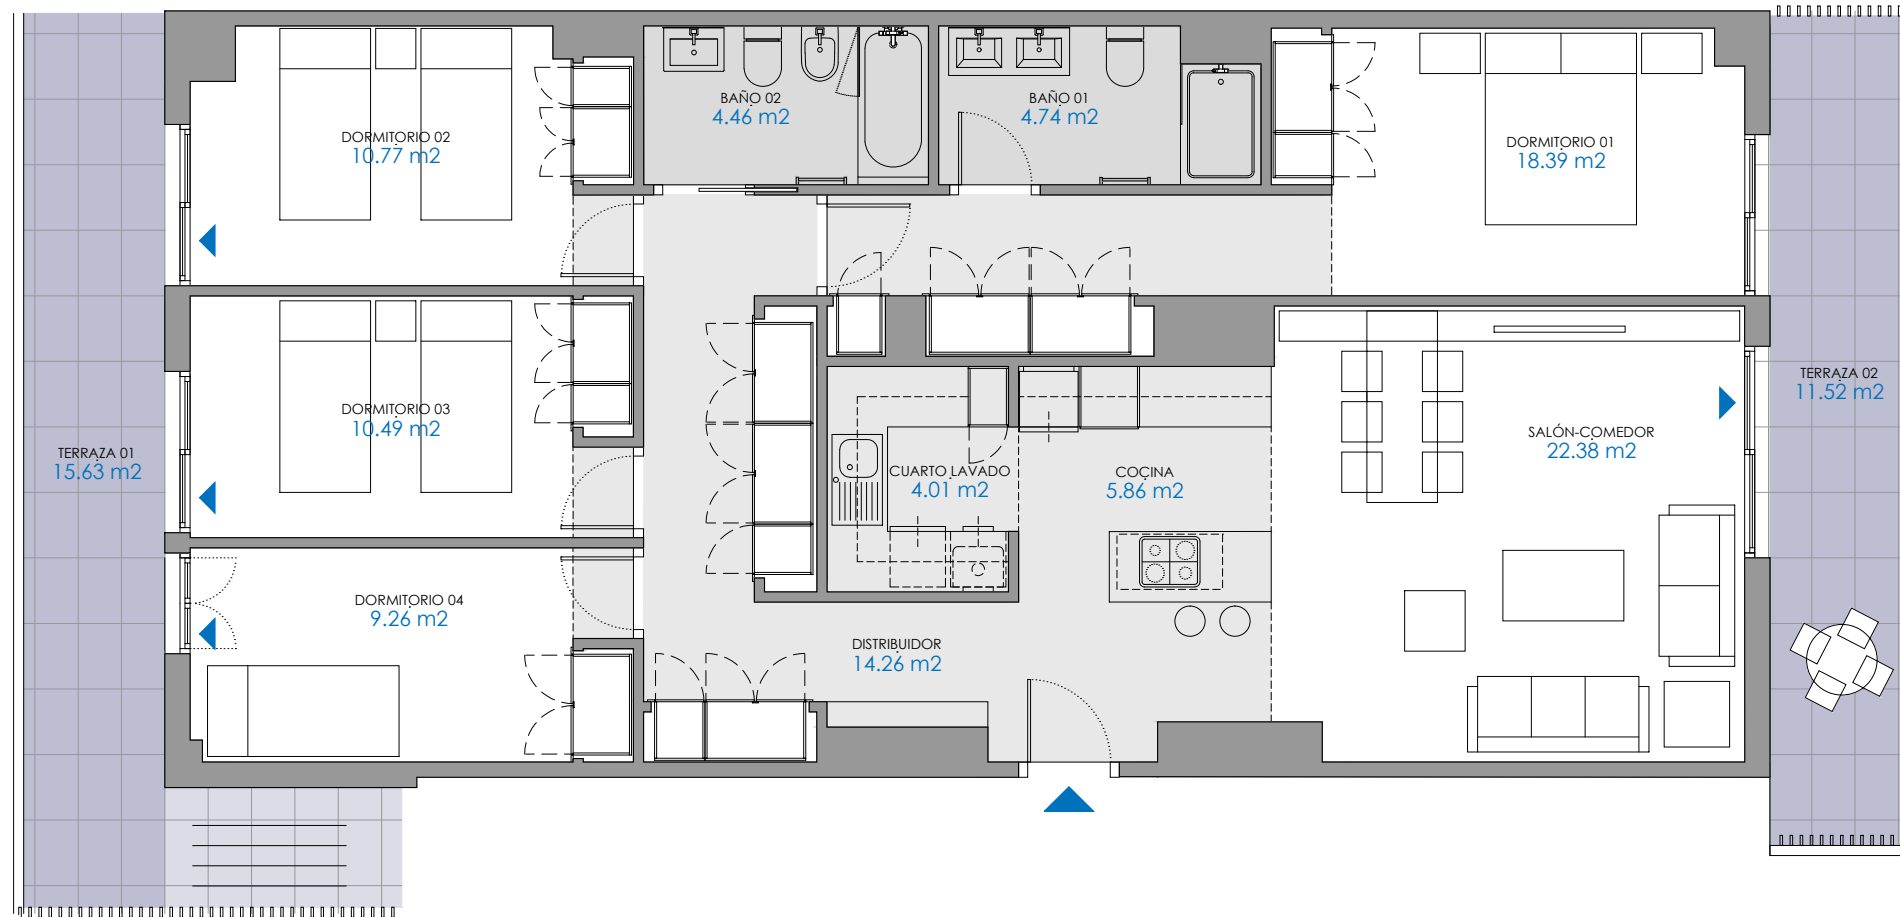 BAÑO 02
4.46 m2
BAÑO 01
4.74 m2
DORMITORIO 02
10.77 m2
DORMITORIO 01
18.39 m2
TERRAZA 02
11.52 m2
DORMITORIO 03
10.49 m2
SALÓN-COMEDOR
22.38 m2
TERRAZA 01
15.63 m2
CUARTO LAVADO
4.01 m2
COCINA
5.86 m2
DORMITORIO 04
9.26 m2
DISTRIBUIDOR
14.26 m2